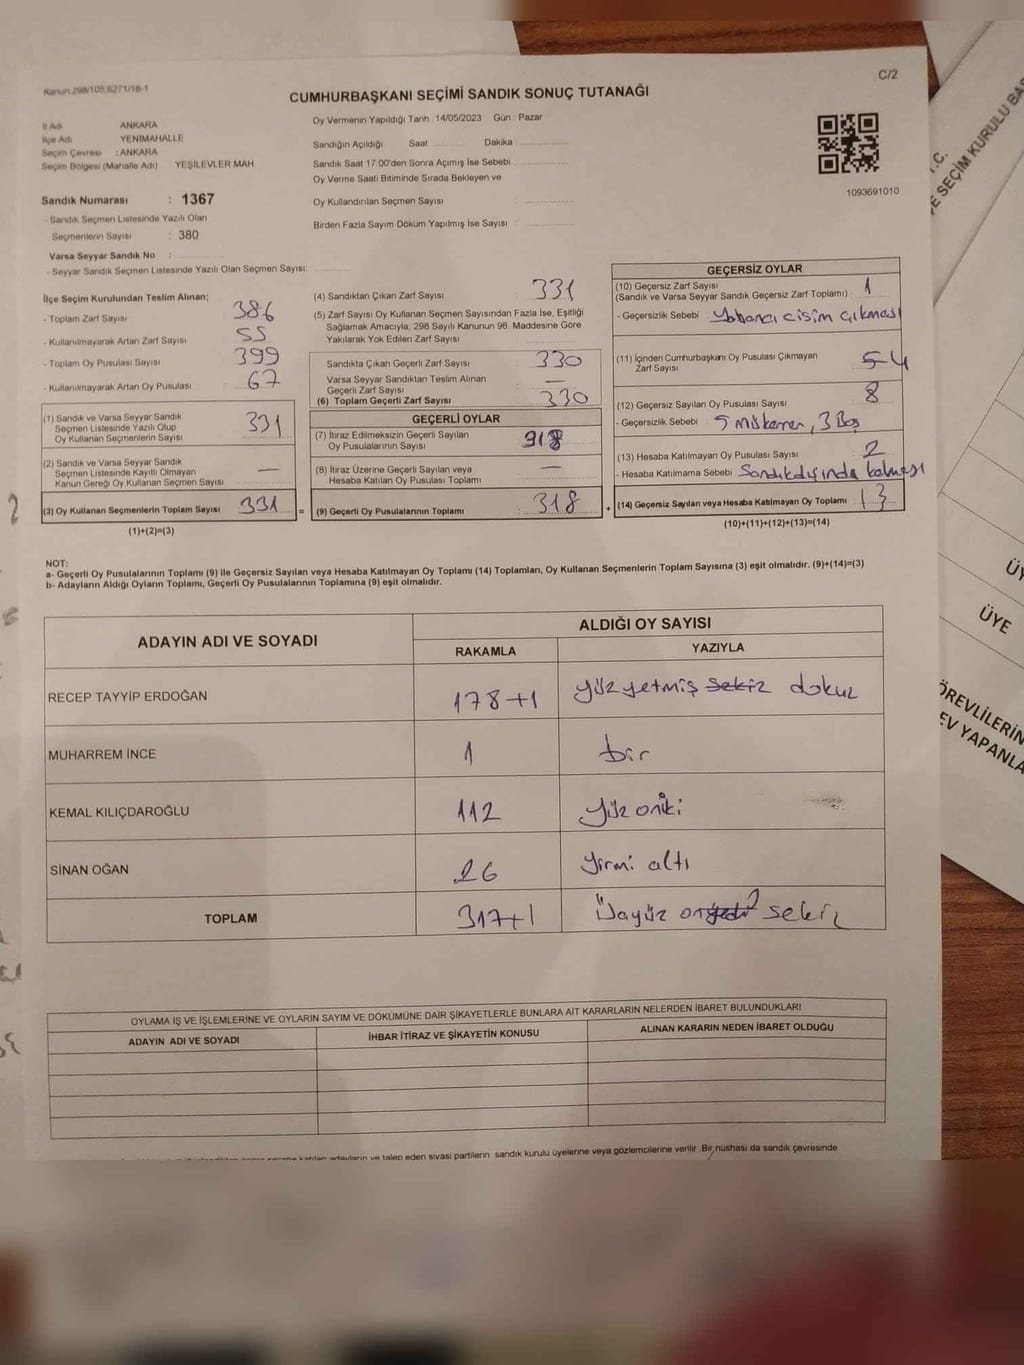 C/2
Kanun:298/105,6271/16-1
CUMHURBAŞKANI SEÇİMİ SANDIK SONUÇ TUTANAĞI
İl Adı ANKARA
İlçe Adı YENİMAHALLE
Seçim Çevresi : ANKARA
Seçim Bölgesi (Mahalle Adı) YEŞİLEVLER MAH
Sandık Numarası : 1367
- Sandık Seçmen Listesinde Yazılı Olan
Seçmenlerin Sayısı : 380
Varsa Seyyar Sandık No :
- Seyyar Sandık Seçmen Listesinde Yazılı Olan Seçmen Sayısı:
Oy Vermenin Yapıldığı Tarih : 14/05/2023 Gün : Pazar
Sandığın Açıldığı Saat Dakika
Sandık Saat 17:00'den Sonra Açımış İse Sebebi :
Oy Verme Saati Bitiminde Sırada Bekleyen ve
Oy Kullandırılan Seçmen Sayısı :
Birden Fazla Sayım Döküm Yapılmış İse Sayısı :
1093691010
İlçe Seçim Kurulundan Teslim Alınan;
- Toplam Zarf Sayısı 386
- Kullanılmayarak Artan Zarf Sayısı 55
- Toplam Oy Pusulası Sayısı 399
- Kullanılmayarak Artan Oy Pusulası 67
(1) Sandık ve Varsa Seyyar Sandık
Seçmen Listesinde Yazılı Olup
Oy Kullanan Seçmenlerin Sayısı 331
(2) Sandık ve Varsa Seyyar Sandık
Seçmen Listesinde Kayıtlı Olmayan
Kanun Gereği Oy Kullanan Seçmen Sayısı —
(3) Oy Kullanan Seçmenlerin Toplam Sayısı 331 =
(1)+(2)=(3)
(4) Sandıktan Çıkan Zarf Sayısı 331
(5) Zarf Sayısı Oy Kullanan Seçmen Sayısından Fazla İse, Eşitliği
Sağlamak Amacıyla, 298 Sayılı Kanunun 98. Maddesine Göre
Yakılarak Yok Edilen Zarf Sayısı :
Sandıkta Çıkan Geçerli Zarf Sayısı 330
Varsa Seyyar Sandıktan Teslim Alınan
Geçerli Zarf Sayısı —
(6) Toplam Geçerli Zarf Sayısı 330
GEÇERLİ OYLAR
(7) İtiraz Edilmeksizin Geçerli Sayılan
Oy Pusulalarının Sayısı 318
(8) İtiraz Üzerine Geçerli Sayılan veya
Hesaba Katılan Oy Pusulası Toplamı —
(9) Geçerli Oy Pusulalarının Toplamı 318 +
GEÇERSİZ OYLAR
(10) Geçersiz Zarf Sayısı
(Sandık ve Varsa Seyyar Sandık Geçersiz Zarf Toplamı) : 1
- Geçersizlik Sebebi : Yabancı cisim çıkması
(11) İçinden Cumhurbaşkanı Oy Pusulası Çıkmayan
Zarf Sayısı
(12) Geçersiz Sayılan Oy Pusulası Sayısı 8
- Geçersizlik Sebebi : 5 mükerrer, 3 Boş
(13) Hesaba Katılmayan Oy Pusulası Sayısı 2
- Hesaba Katılmama Sebebi Sandıkdışında kalması
(14) Geçersiz Sayılan veya Hesaba Katılmayan Oy Toplamı 13
(10)+(11)+(12)+(13)=(14)
NOT:
a- Geçerli Oy Pusulalarının Toplamı (9) ile Geçersiz Sayılan veya Hesaba Katılmayan Oy Toplamı (14) Toplamları, Oy Kullanan Seçmenlerin Toplam Sayısına (3) eşit olmalıdır. (9)+(14)=(3)
b- Adayların Aldığı Oyların Toplamı, Geçerli Oy Pusulalarının Toplamına (9) eşit olmalıdır.
ADAYIN ADI VE SOYADI ALDIĞI OY SAYISI
RAKAMLA YAZIYLA
RECEP TAYYİP ERDOĞAN 178+1 yüz yetmiş sekiz dokuz
MUHARREM İNCE 1 bir
KEMAL KILIÇDAROĞLU 112 Yüz oniki
SİNAN OĞAN 26 Yirmi altı
TOPLAM 317+1 Üçyüz onyedi sekiz
OYLAMA İŞ VE İŞLEMLERİNE VE OYLARIN SAYIM VE DÖKÜMÜNE DAİR ŞİKAYETLERLE BUNLARA AİT KARARLARIN NELERDEN İBARET BULUNDUKLARI
ADAYIN ADI VE SOYADI İHBAR İTİRAZ VE ŞİKAYETİN KONUSU ALINAN KARARIN NEDEN İBARET OLDUĞU
katılan adayların ve talep eden siyasi partilerin sandık kurulu üyelerine veya gözlemcilerine verilir. Bir nüshası da sandık çevresinde
T.C.
SEÇİM KURULU
ÜYE